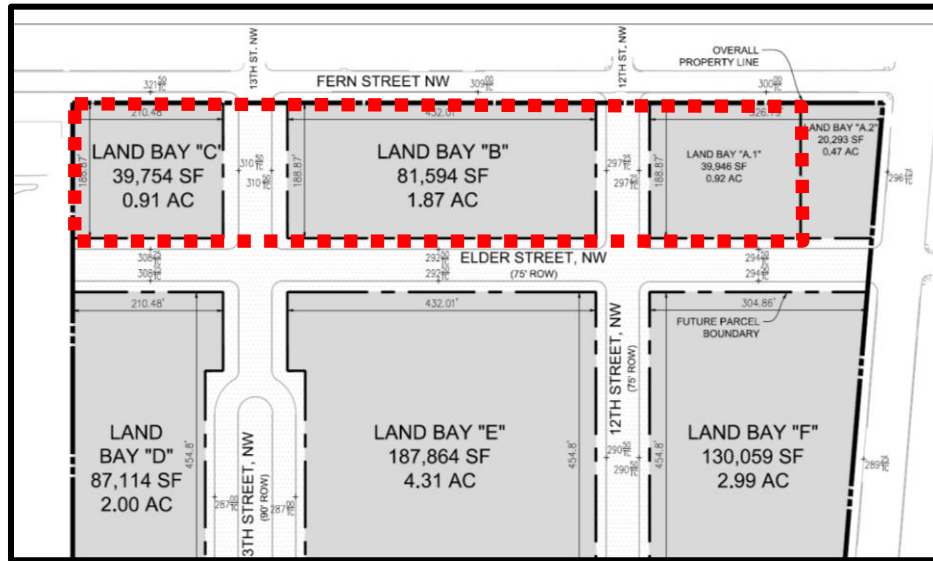 13TH ST. NW
12TH ST, NW
OVERALL
PROPERTY LINE
FERN STREET NW
210.48'
432.01'
LAND BAY "C"
39,754 SF
0.91 AC
188.87'
LAND BAY "B"
81,594 SF
1.87 AC
188.87'
LAND BAY "A.1"
39,946 SF
0.92 AC
188.87'
LAND BAY "A.2"
20,293 SF
0.47 AC
ELDER STREET, NW
(75' ROW)
210.48'
432.01'
304.86'
FUTURE PARCEL
BOUNDARY
LAND
BAY "D"
87,114 SF
2.00 AC
454.8'
3TH STREET, NW
(90' ROW)
LAND BAY "E"
187,864 SF
4.31 AC
454.8'
12TH STREET, NW
(75' ROW)
LAND BAY "F"
130,059 SF
2.99 AC
454.8'